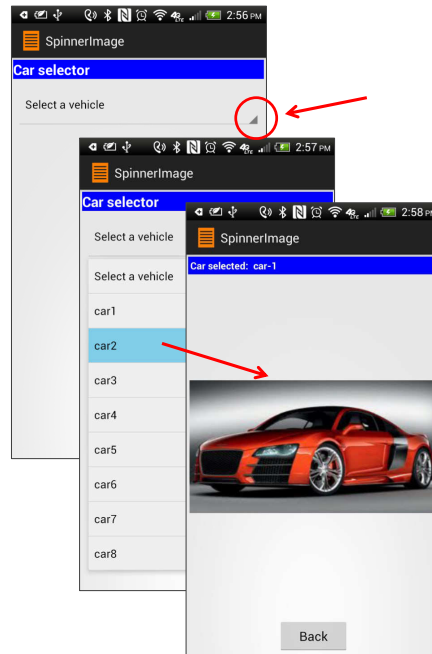 2:56 PM
SpinnerImage
Car selector
Select a vehicle
2:57 PM
SpinnerImage
Car selector
Select a vehicle
Select a vehicle
car1
car2
car3
car4
car5
car6
car7
car8
2:58 PM
SpinnerImage
Car selected: car-1
Back